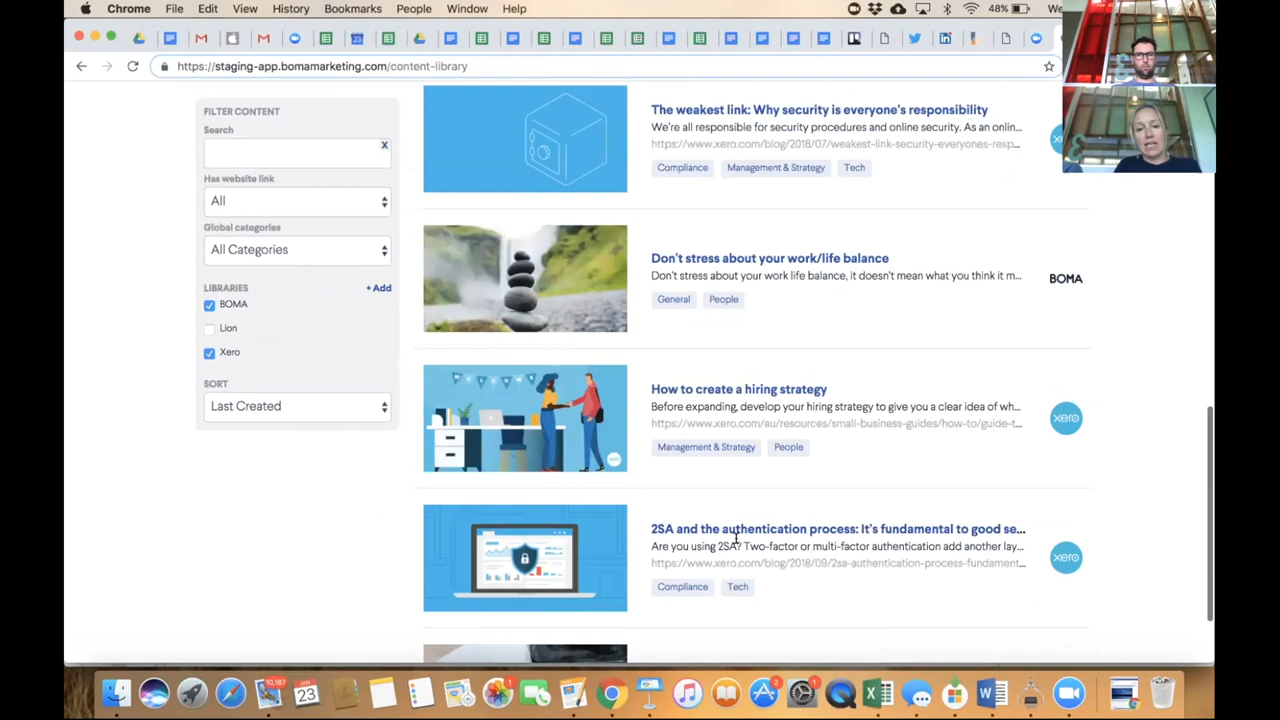 Chrome File Edit View History Bookmarks People Window Help
48%
We
https://staging-app.bomamarketing.com/content-library
FILTER CONTENT
Search
X
Has website link
All
Global categories
All Categories
LIBRARIES + Add
BOMA
Lion
Xero
SORT
Last Created
The weakest link: Why security is everyone's responsibility
We're all responsible for security procedures and online security. As an onlin...
https://www.xero.com/blog/2018/07/weakest-link-security-everyones-resp...
Compliance Management & Strategy Tech
Don't stress about your work/life balance
Don't stress about your work life balance, it doesn't mean what you think it m...
BOMA
General People
How to create a hiring strategy
Before expanding, develop your hiring strategy to give you a clear idea of wh...
https://www.xero.com/au/resources/small-business-guides/how-to/guide-t...
xero
Management & Strategy People
2SA and the authentication process: It's fundamental to good se...
Are you using 2SA? Two-factor or multi-factor authentication add another lay...
https://www.xero.com/blog/2018/09/2sa-authentication-process-fundament...
xero
Compliance Tech
10,187
JAN
23
1
2